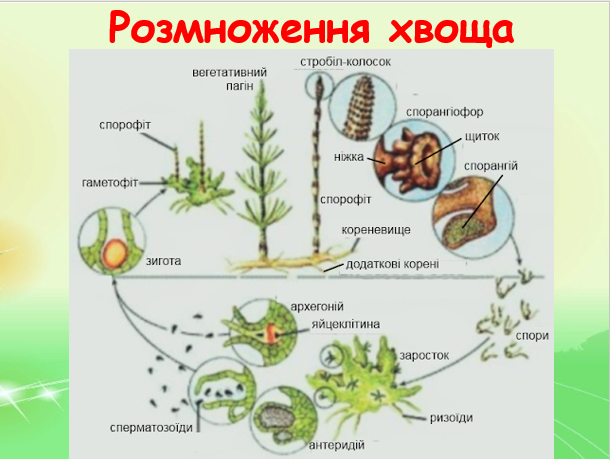 Розмноження хвоща
стробіл-колосок
вегетативний
пагін
спорангіофор
спорофіт
щиток
ніжка
спорангій
гаметофіт
спорофіт
кореневище
зигота
додаткові корені
архегоній
яйцеклітина
спори
заросток
сперматозоїди
ризоїди
антеридій